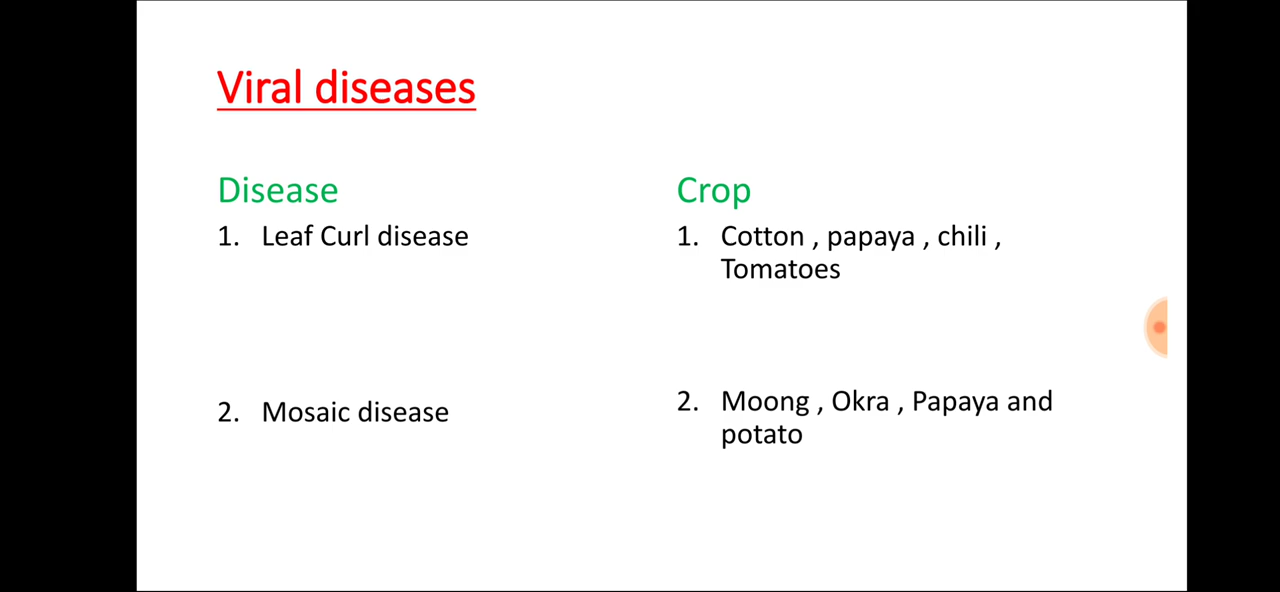 Viral diseases
Disease
1. Leaf Curl disease
2. Mosaic disease
Crop
1. Cotton , papaya , chili ,
Tomatoes
2. Moong , Okra , Papaya and
potato